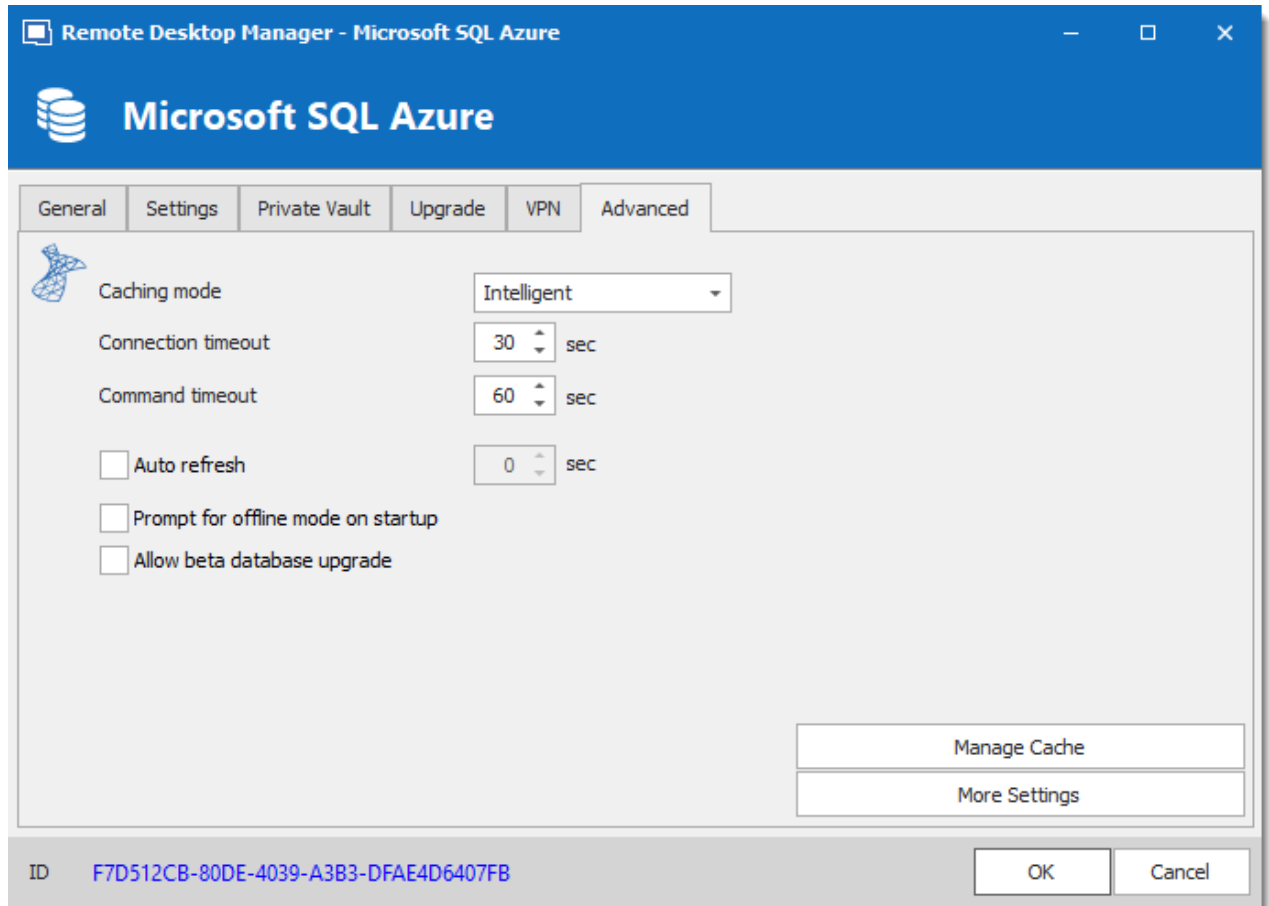 Remote Desktop Manager - Microsoft SQL Azure
Microsoft SQL Azure
General Settings Private Vault Upgrade VPN Advanced
Caching mode Intelligent
Connection timeout 30 sec
Command timeout 60 sec
Auto refresh 0 sec
Prompt for offline mode on startup
Allow beta database upgrade
Manage Cache
More Settings
ID F7D512CB-80DE-4039-A3B3-DFAE4D6407FB OK Cancel